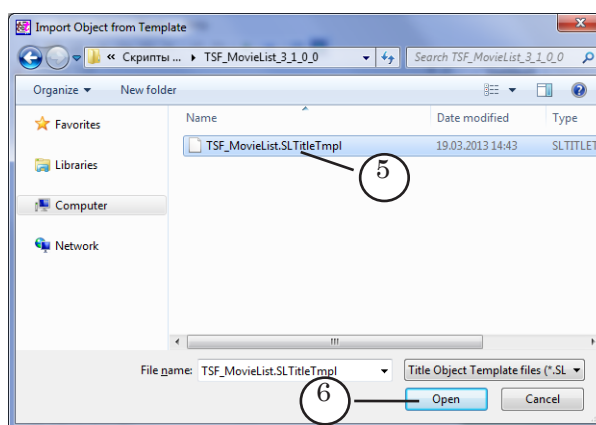 Import Object from Template
« Скрипты ... ▸ TSF_MovieList_3_1_0_0
Search TSF_MovieList_3_1_0_0
Organize
New folder
Name
Date modified
Type
Favorites
TSF_MovieList.SLTitleTmpl
19.03.2013 14:43
SLTITLET
5
Libraries
Computer
Network
File name:
TSF_MovieList.SLTitleTmpl
Title Object Template files (*.SL
6
Open
Cancel